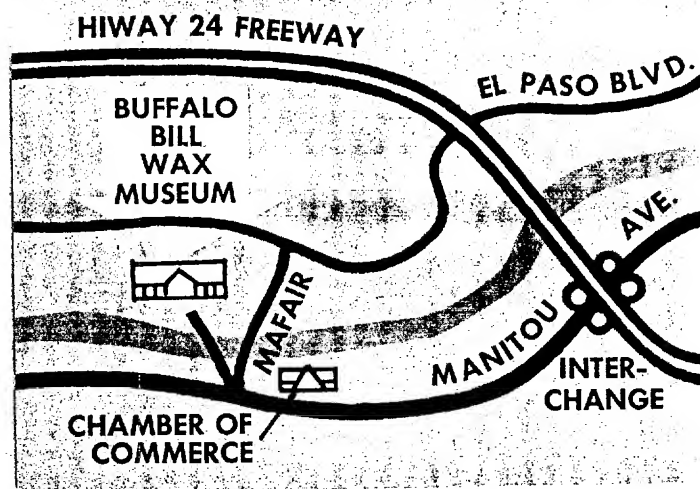 HIWAY 24 FREEWAY
EL PASO BLVD.
BUFFALO
BILL
WAX
MUSEUM
AVE.
MAFAIR
MANITOU
INTER-
CHANGE
CHAMBER OF
COMMERCE